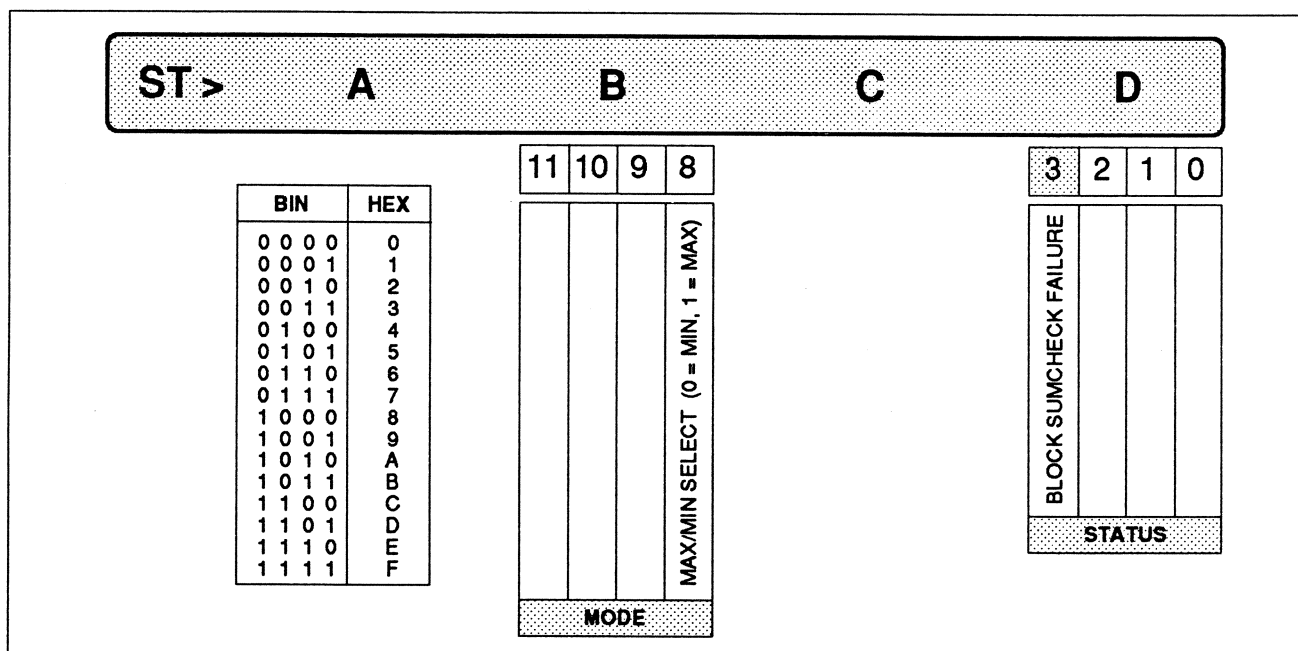 ST > A B C D
11 10 9 8
3 2 1 0
BIN HEX
0 0 0 0 0
0 0 0 1 1
0 0 1 0 2
0 0 1 1 3
0 1 0 0 4
0 1 0 1 5
0 1 1 0 6
0 1 1 1 7
1 0 0 0 8
1 0 0 1 9
1 0 1 0 A
1 0 1 1 B
1 1 0 0 C
1 1 0 1 D
1 1 1 0 E
1 1 1 1 F
MAX/MIN SELECT (0 = MIN, 1 = MAX)
MODE
BLOCK SUMCHECK FAILURE
STATUS